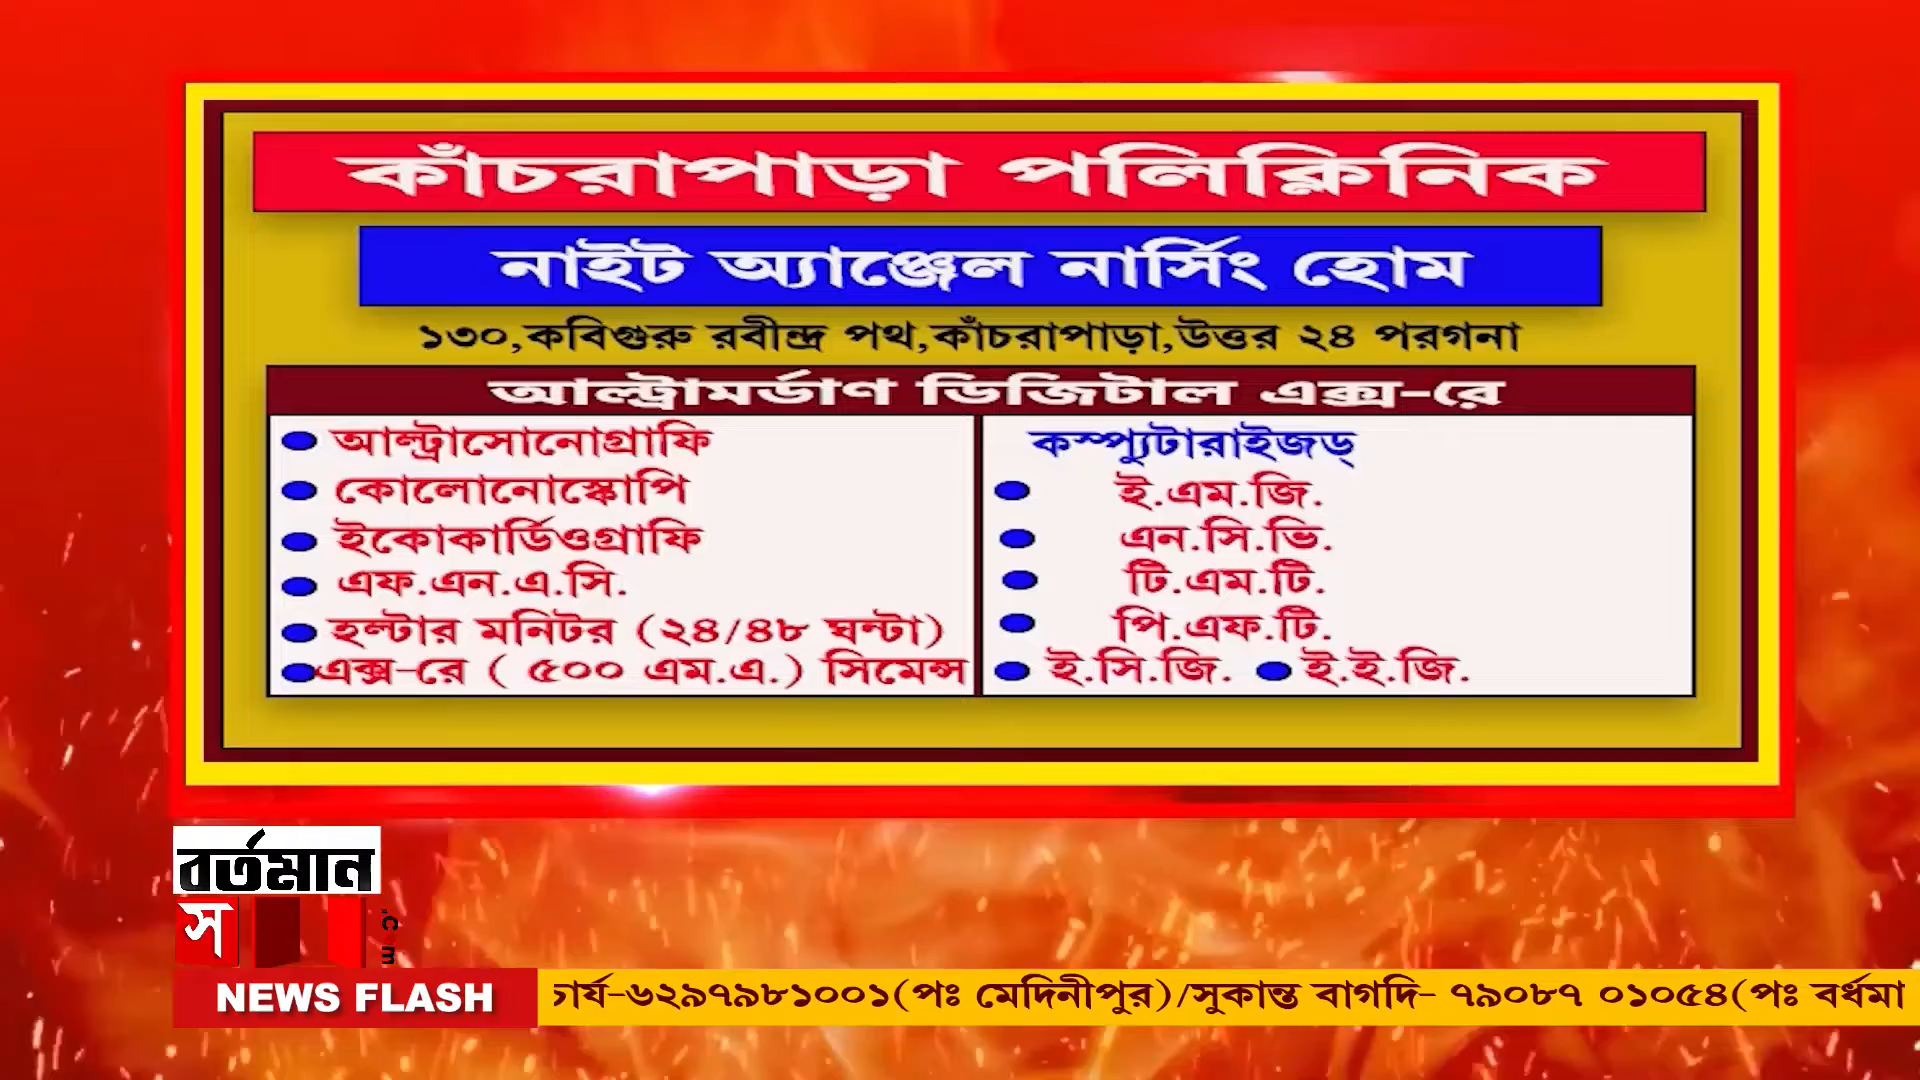 কাঁচরাপাড়া পলিক্লিনিক
নাইট অ্যাঞ্জেল নার্সিং হোম
১৩০,কবিগুরু রবীন্দ্র পথ,কাঁচরাপাড়া,উত্তর ২৪ পরগনা
আল্ট্রামর্ডাণ ডিজিটাল এক্স-রে
আল্ট্রাসোনোগ্রাফি
কোলোনোস্কোপি
ইকোকার্ডিওগ্রাফি
এফ.এন.এ.সি.
হল্টার মনিটর (২৪/৪৮ ঘন্টা)
এক্স-রে ( ৫০০ এম.এ.) সিমেন্স
কম্প্যুটারাইজড্
ই.এম.জি.
এন.সি.ভি.
টি.এম.টি.
পি.এফ.টি.
ই.সি.জি. ই.ই.জি.
বর্তমান
স
.com
NEWS FLASH
র্য-৬২৯৭৯৮১০০১(পঃ মেদিনীপুর)/সুকান্ত বাগদি- ৭৯০৮৭ ০১০৫৪(পঃ বর্ধমা